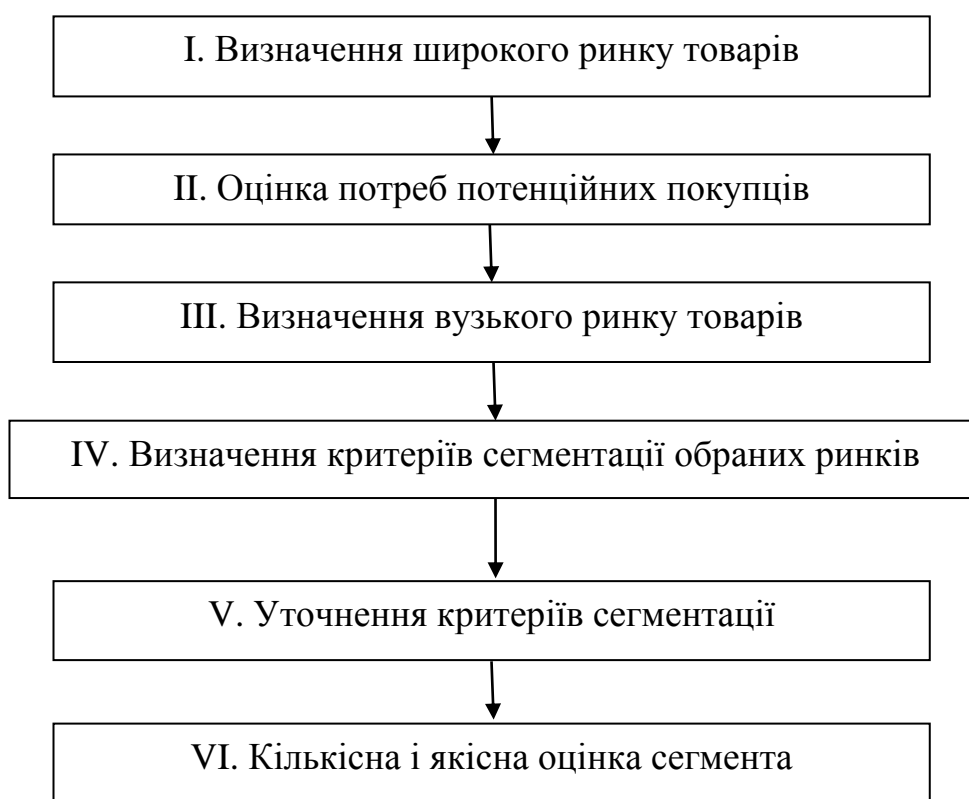 I. Визначення широкого ринку товарів
II. Оцінка потреб потенційних покупців
III. Визначення вузького ринку товарів
IV. Визначення критеріїв сегментації обраних ринків
V. Уточнення критеріїв сегментації
VI. Кількісна і якісна оцінка сегмента